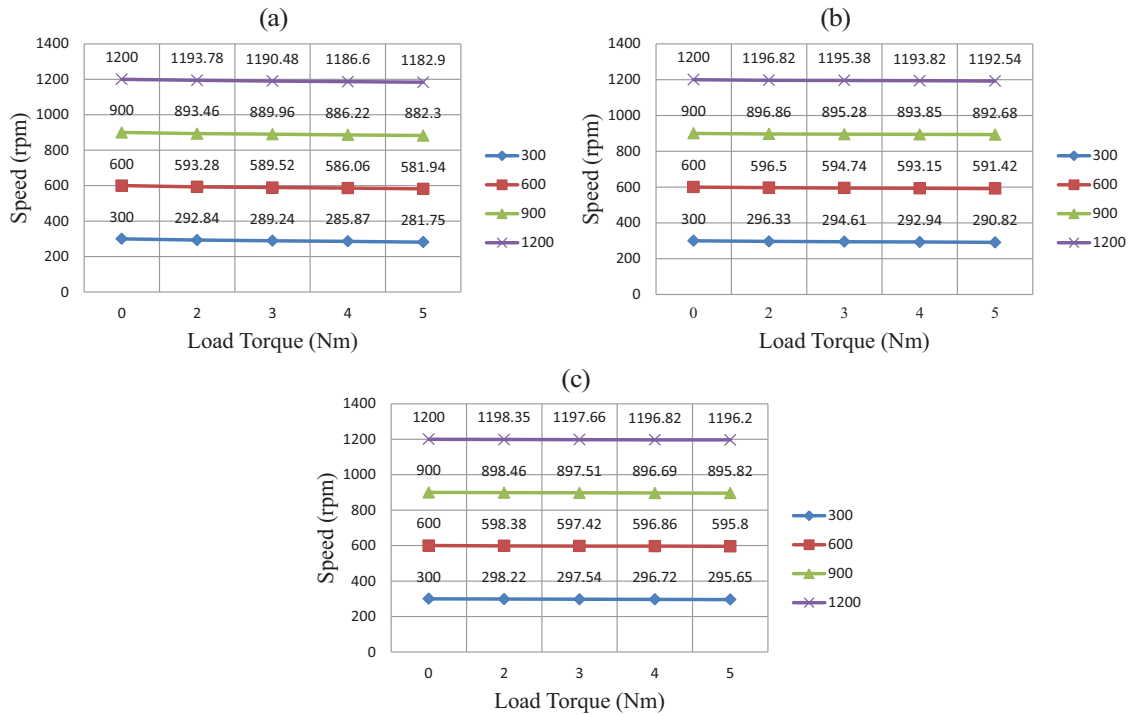 (a)
1400
1200
1000
800
600
400
200
0
Speed (rpm)
1200 1193.78 1190.48 1186.6 1182.9
900 893.46 889.96 886.22 882.3
600 593.28 589.52 586.06 581.94
300 292.84 289.24 285.87 281.75
0 2 3 4 5
Load Torque (Nm)
300
600
900
1200
(b)
1400
1200
1000
800
600
400
200
0
Speed (rpm)
1200 1196.82 1195.38 1193.82 1192.54
900 896.86 895.28 893.85 892.68
600 596.5 594.74 593.15 591.42
300 296.33 294.61 292.94 290.82
0 2 3 4 5
Load Torque (Nm)
300
600
900
1200
(c)
1400
1200
1000
800
600
400
200
0
Speed (rpm)
1200 1198.35 1197.66 1196.82 1196.2
900 898.46 897.51 896.69 895.82
600 598.38 597.42 596.86 595.8
300 298.22 297.54 296.72 295.65
0 2 3 4 5
Load Torque (Nm)
300
600
900
1200